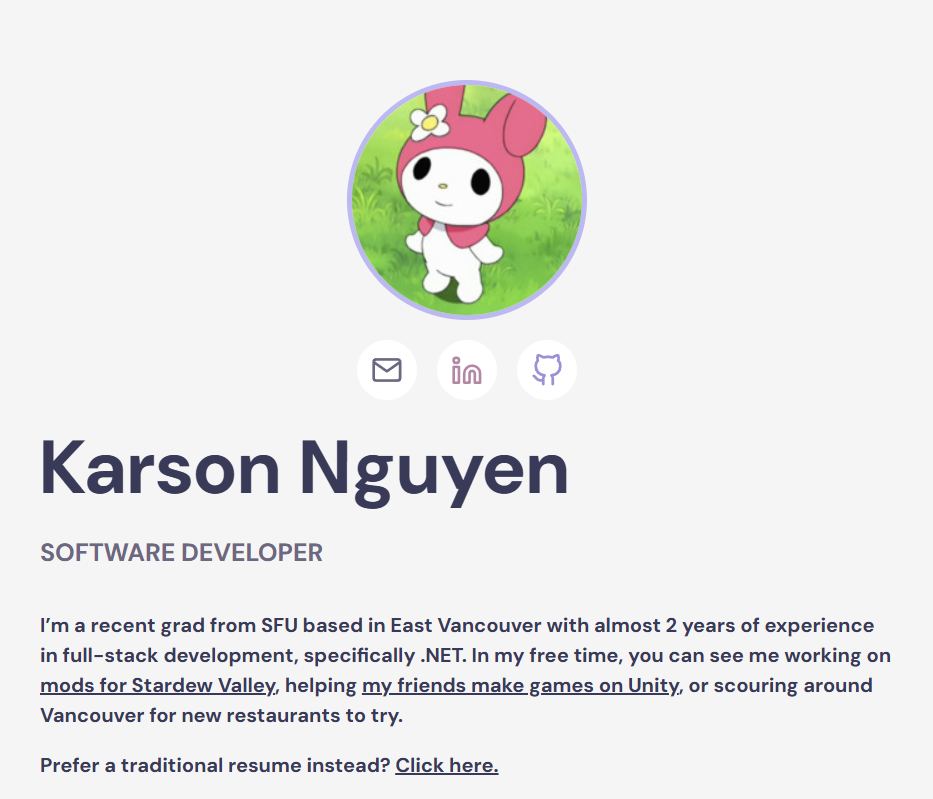 Karson Nguyen
SOFTWARE DEVELOPER
I’m a recent grad from SFU based in East Vancouver with almost 2 years of experience
in full-stack development, specifically .NET. In my free time, you can see me working on
mods for Stardew Valley, helping my friends make games on Unity, or scouring around
Vancouver for new restaurants to try.
Prefer a traditional resume instead? Click here.